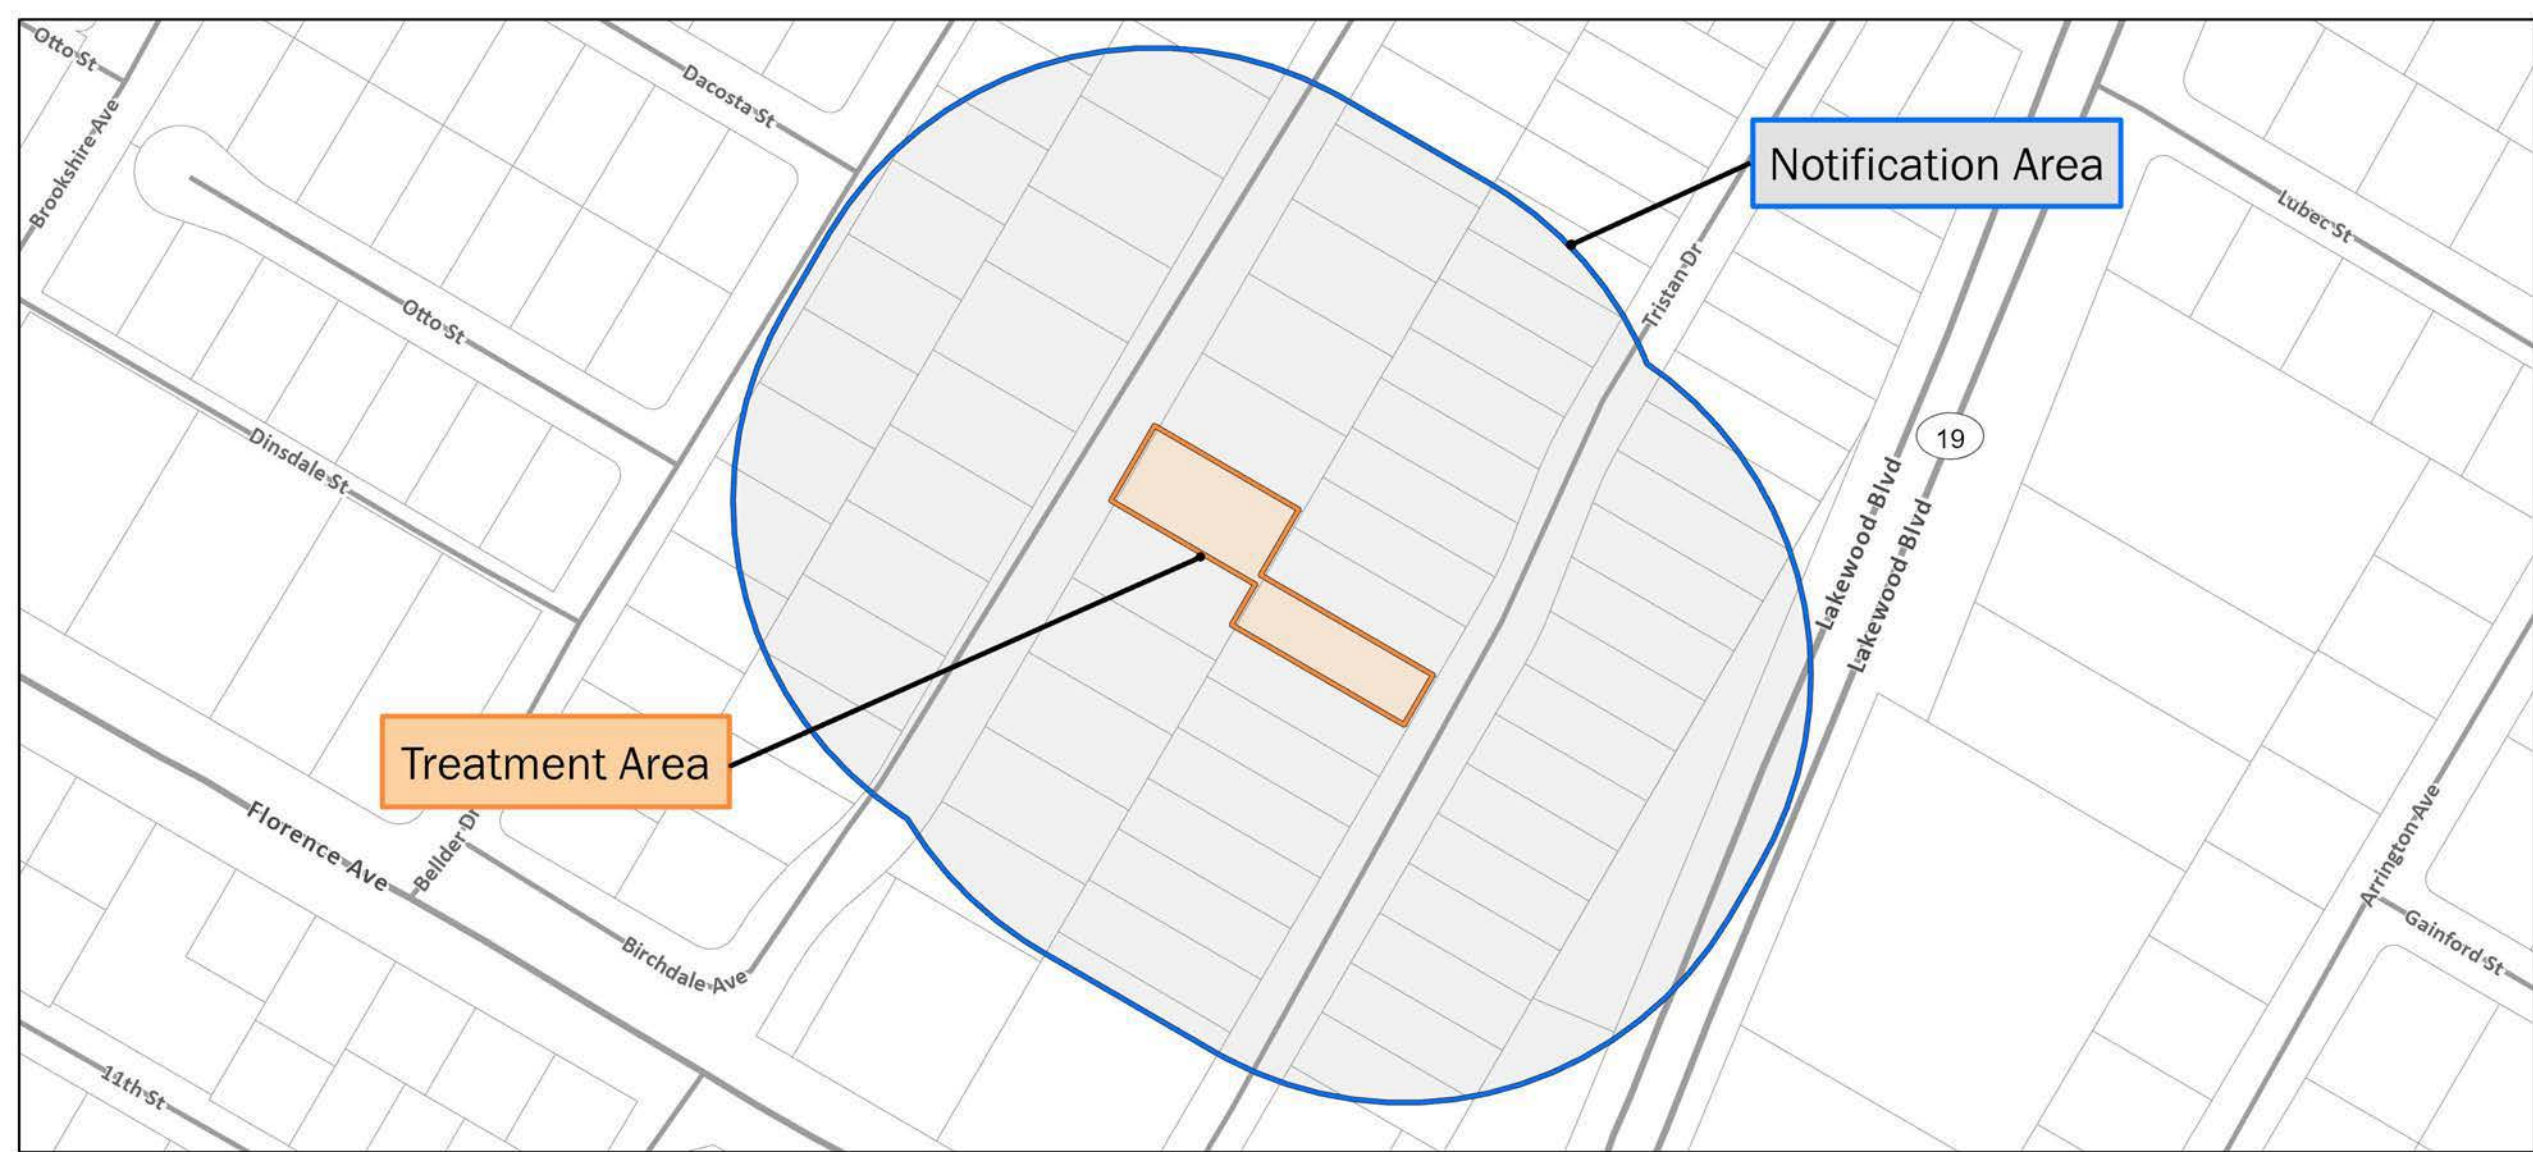 Otto St
Brookshire Ave
Dacosta St
Notification Area
Lubec St
Tristan Dr
Otto St
19
Dinsdale St
Lakewood Blvd
Lakewood Blvd
Treatment Area
Florence Ave
Bellder Dr
Birchdale Ave
Arrington Ave
Gainford St
11th St